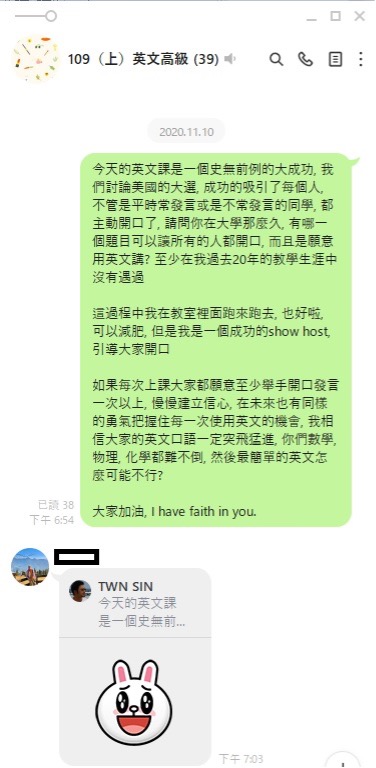 109（上）英文高級 (39)
2020.11.10
今天的英文課是一個史無前例的大成功, 我
們討論美國的大選, 成功的吸引了每個人,
不管是平時常發言或是不常發言的同學, 都
主動開口了, 請問你在大學那麼久, 有哪一
個題目可以讓所有的人都開口, 而且是願意
用英文講? 至少在我過去20年的教學生涯中
沒有遇過
這過程中我在教室裡面跑來跑去, 也好啦,
可以減肥, 但是我是一個成功的show host,
引導大家開口
如果每次上課大家都願意至少舉手開口發言
一次以上, 慢慢建立信心, 在未來也有同樣
的勇氣把握住每一次使用英文的機會, 我相
信大家的英文口語一定突飛猛進, 你們數學,
物理, 化學都難不倒, 然後最簡單的英文怎
麼可能不行?
大家加油, I have faith in you.
已讀 38
下午 6:54
TWN SIN
今天的英文課
是一個史無前...
下午 7:03